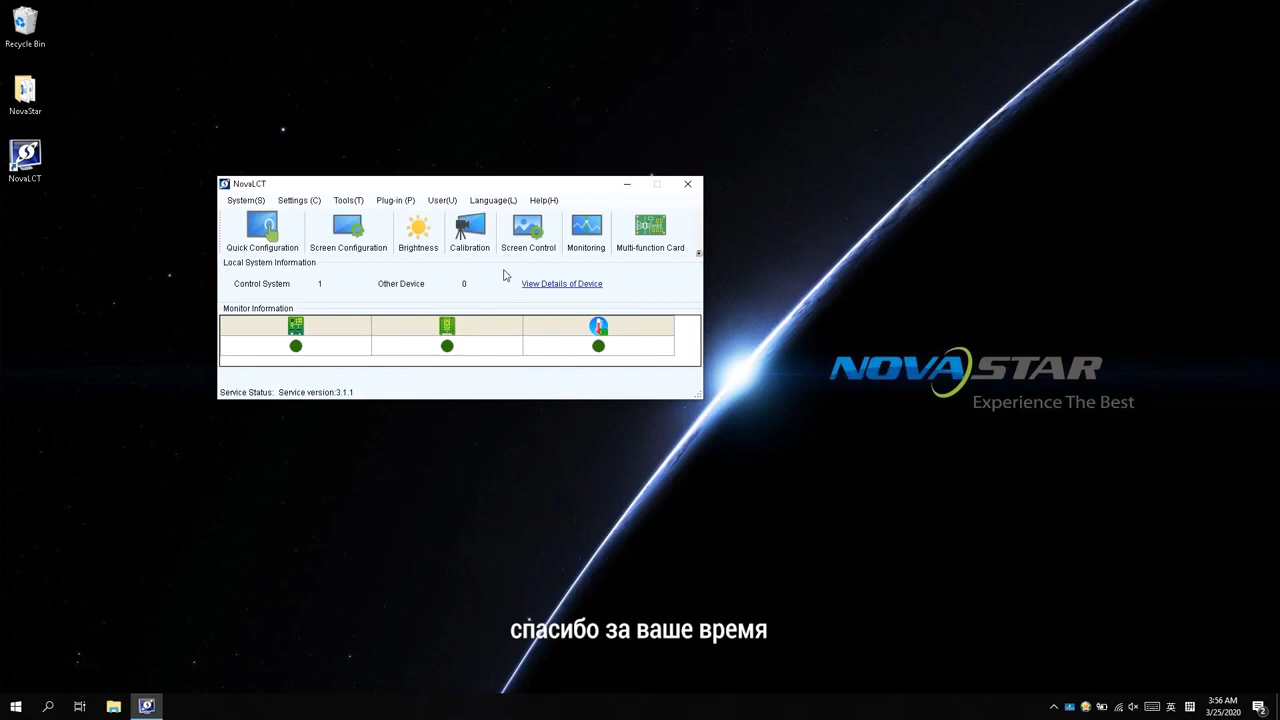 Recycle Bin
NovaStar
NovaLCT
NovaLCT
System(S) Settings (C) Tools(T) Plug-in (P) User(U) Language(L) Help(H)
Quick Configuration Screen Configuration Brightness Calibration Screen Control Monitoring Multi-function Card
Local System Information
Control System 1 Other Device 0 View Details of Device
Monitor Information
Service Status: Service version:3.1.1
NOVASTAR
Experience The Best
спасибо за ваше время
英
拼
3:56 AM
3/25/2020
2